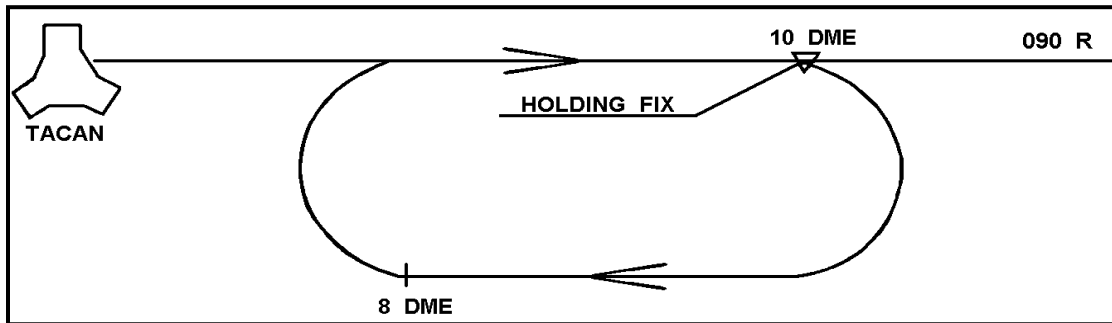 10 DME
090 R
HOLDING FIX
TACAN
8 DME